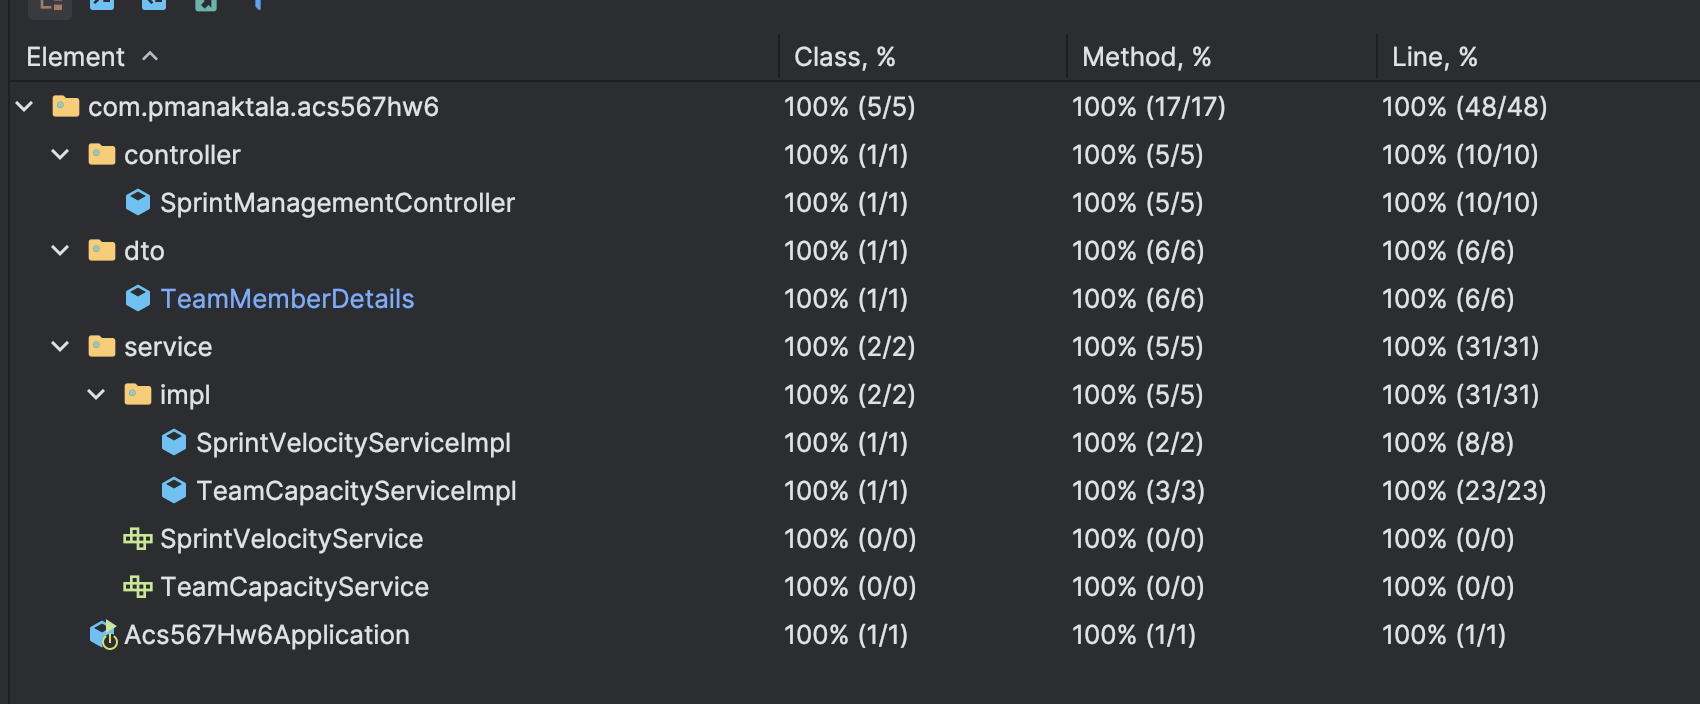 Element Class, % Method, % Line, %
com.pmanaktala.acs567hw6 100% (5/5) 100% (17/17) 100% (48/48)
controller 100% (1/1) 100% (5/5) 100% (10/10)
SprintManagementController 100% (1/1) 100% (5/5) 100% (10/10)
dto 100% (1/1) 100% (6/6) 100% (6/6)
TeamMemberDetails 100% (1/1) 100% (6/6) 100% (6/6)
service 100% (2/2) 100% (5/5) 100% (31/31)
impl 100% (2/2) 100% (5/5) 100% (31/31)
SprintVelocityServiceImpl 100% (1/1) 100% (2/2) 100% (8/8)
TeamCapacityServiceImpl 100% (1/1) 100% (3/3) 100% (23/23)
SprintVelocityService 100% (0/0) 100% (0/0) 100% (0/0)
TeamCapacityService 100% (0/0) 100% (0/0) 100% (0/0)
Acs567Hw6Application 100% (1/1) 100% (1/1) 100% (1/1)